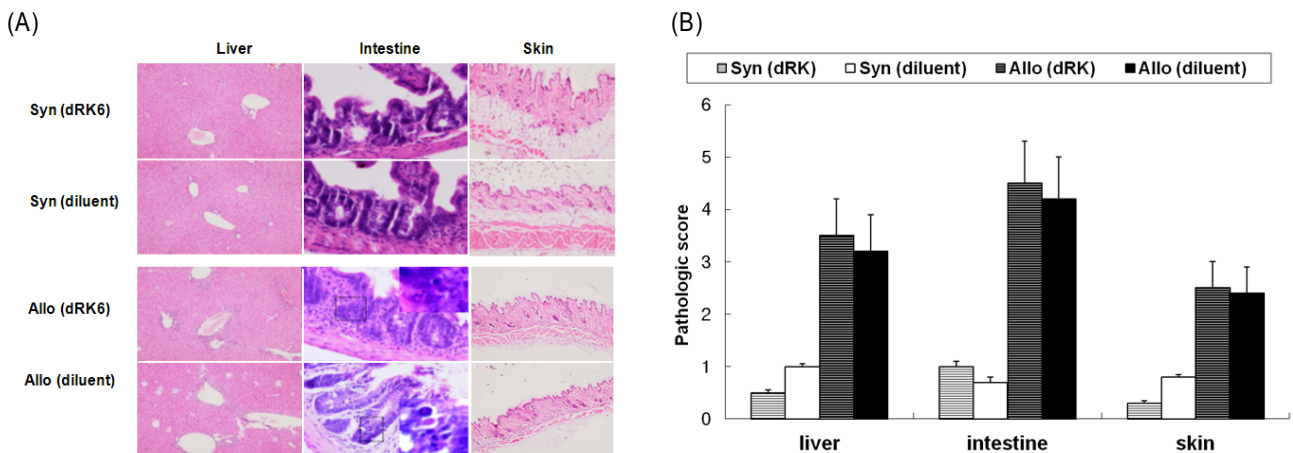 (A)
Liver Intestine Skin
Syn (dRK6)
Syn (diluent)
Allo (dRK6)
Allo (diluent)
(B)
Syn (dRK) Syn (diluent) Allo (dRK) Allo (diluent)
Pathologic score
6
5
4
3
2
1
0
liver intestine skin